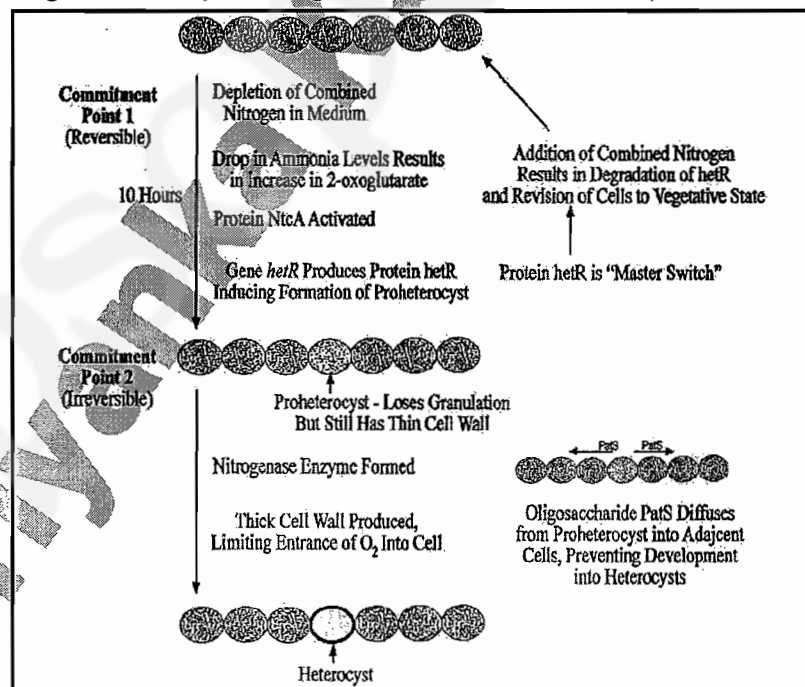 Commitment
Point 1
(Reversible)
10 Hours
Depletion of Combined
Nitrogen in Medium
Drop in Ammonia Levels Results
in Increase in 2-oxoglutarate
Protein NtcA Activated
Gene hetR Produces Protein hetR
Inducing Formation of Proheterocyst
Addition of Combined Nitrogen
Results in Degradation of hetR
and Revision of Cells to Vegetative State
Protein hetR is “Master Switch”
Commitment
Point 2
(Irreversible)
Proheterocyst - Loses Granulation
But Still Has Thin Cell Wall
Nitrogenase Enzyme Formed
Thick Cell Wall Produced,
Limiting Entrance of O₂ Into Cell
PatS PatS
Oligosaccharide PatS Diffuses
from Proheterocyst into Adjacent
Cells, Preventing Development
into Heterocysts
Heterocyst